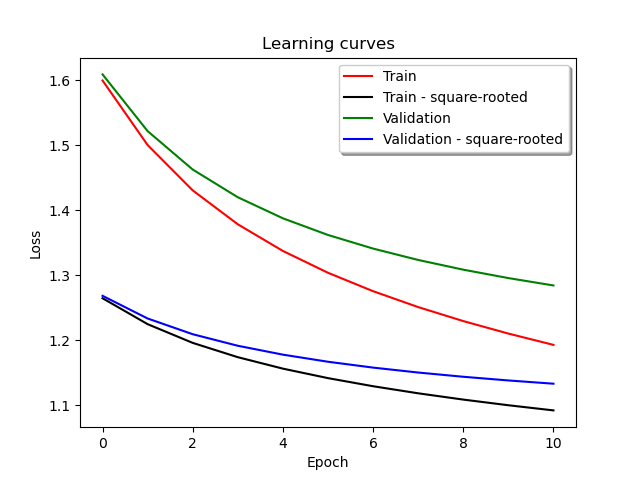 Learning curves
Train
Train - square-rooted
Validation
Validation - square-rooted
1.6
1.5
1.4
1.3
1.2
1.1
Loss
0 2 4 6 8 10
Epoch